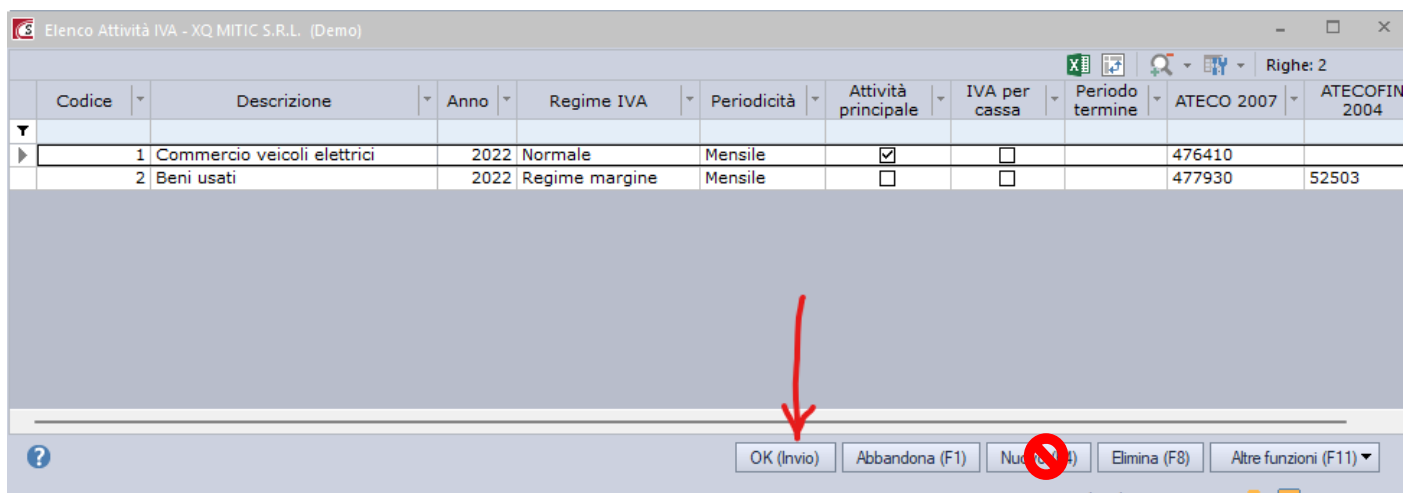 Elenco Attività IVA - XQ MITIC S.R.L. (Demo)
Righe: 2
Codice Descrizione Anno Regime IVA Periodicità Attività principale IVA per cassa Periodo termine ATECO 2007 ATECOFIN 2004
1 Commercio veicoli elettrici 2022 Normale Mensile 476410
2 Beni usati 2022 Regime margine Mensile 477930 52503
OK (Invio) Abbandona (F1) Elimina (F8) Altre funzioni (F11)